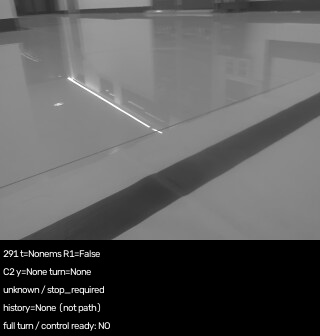 291 t=Nonems R1=False
C2 y=None turn=None
unknown / stop_required
history=None (not path)
full turn / control ready: NO